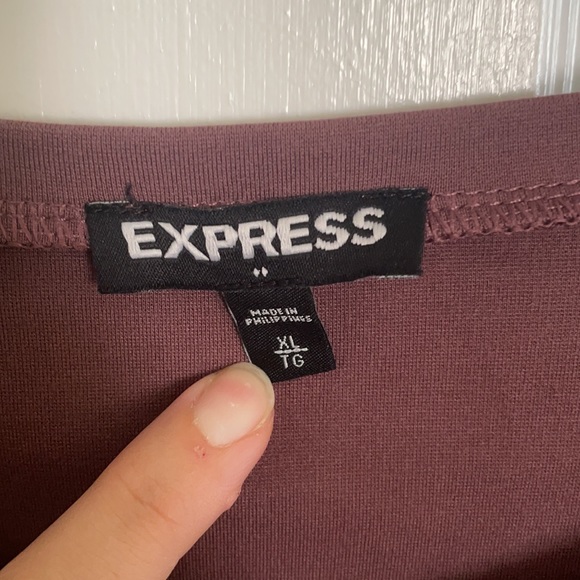 EXPRESS
MADE IN
PHILIPPINES
XL
TG